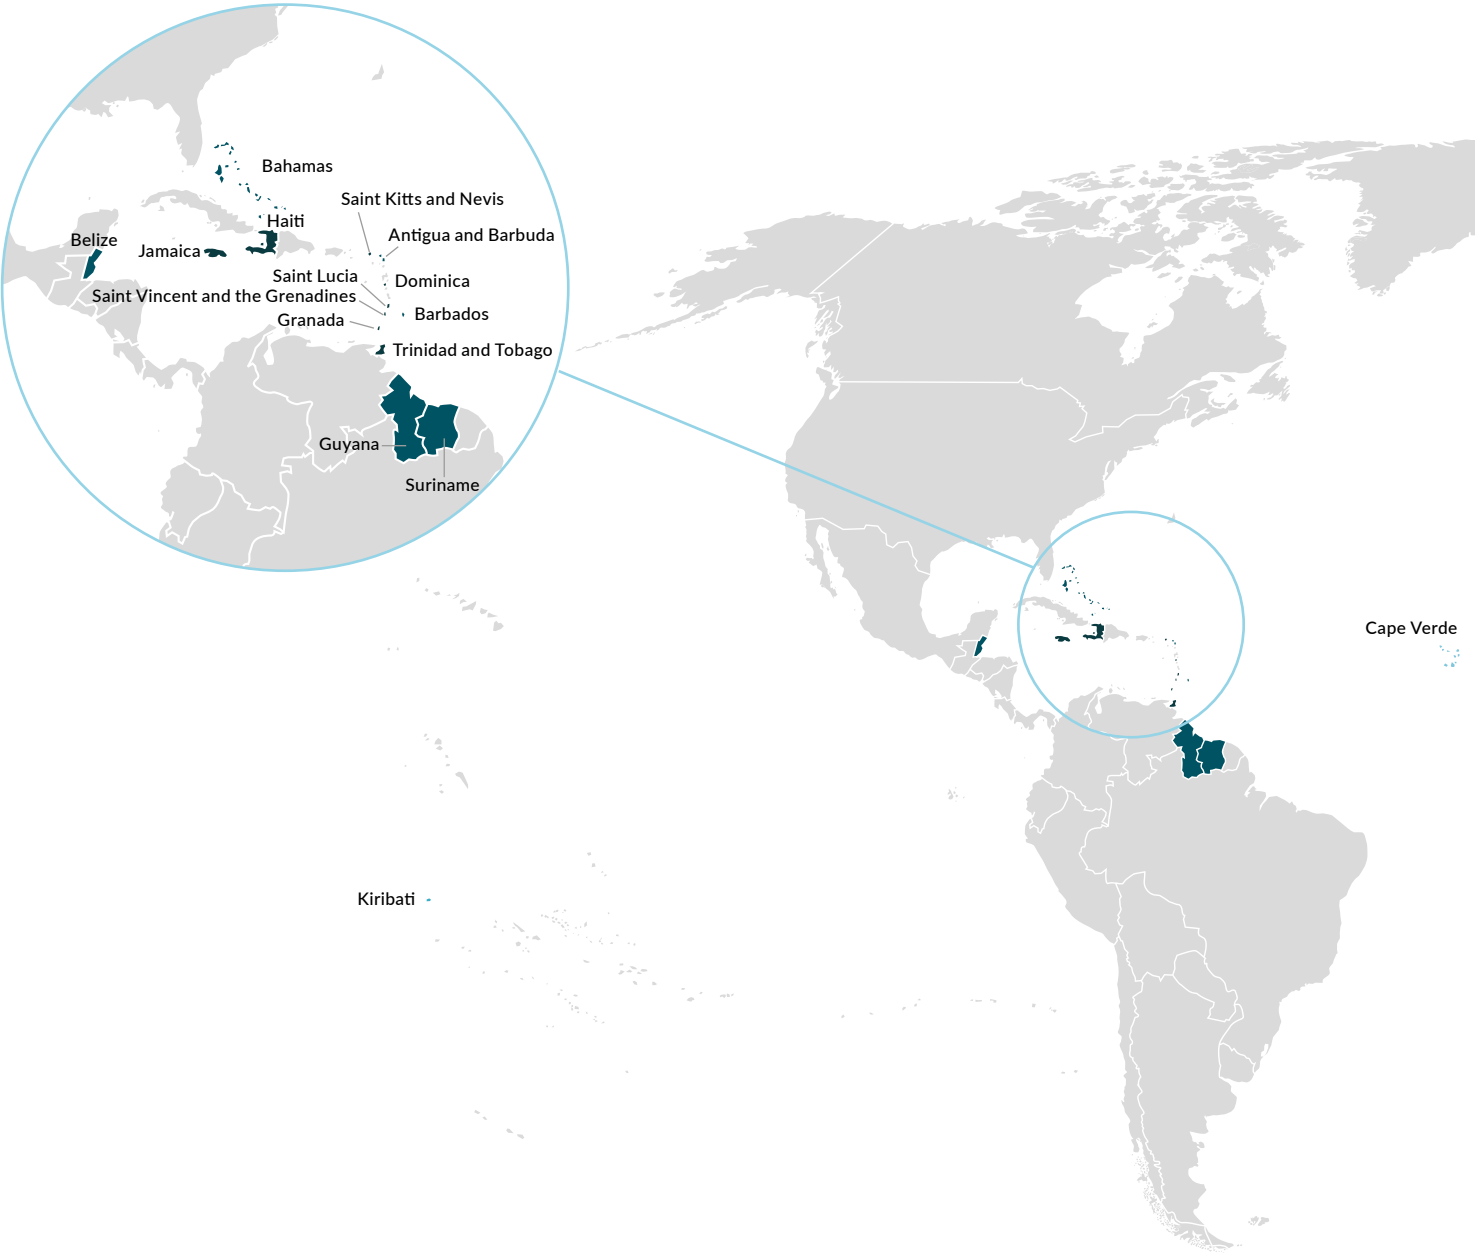 Bahamas
Saint Kitts and Nevis
Haiti
Antigua and Barbuda
Belize
Jamaica
Saint Lucia
Dominica
Saint Vincent and the Grenadines
Barbados
Granada
Trinidad and Tobago
Guyana
Suriname
Cape Verde
Kiribati